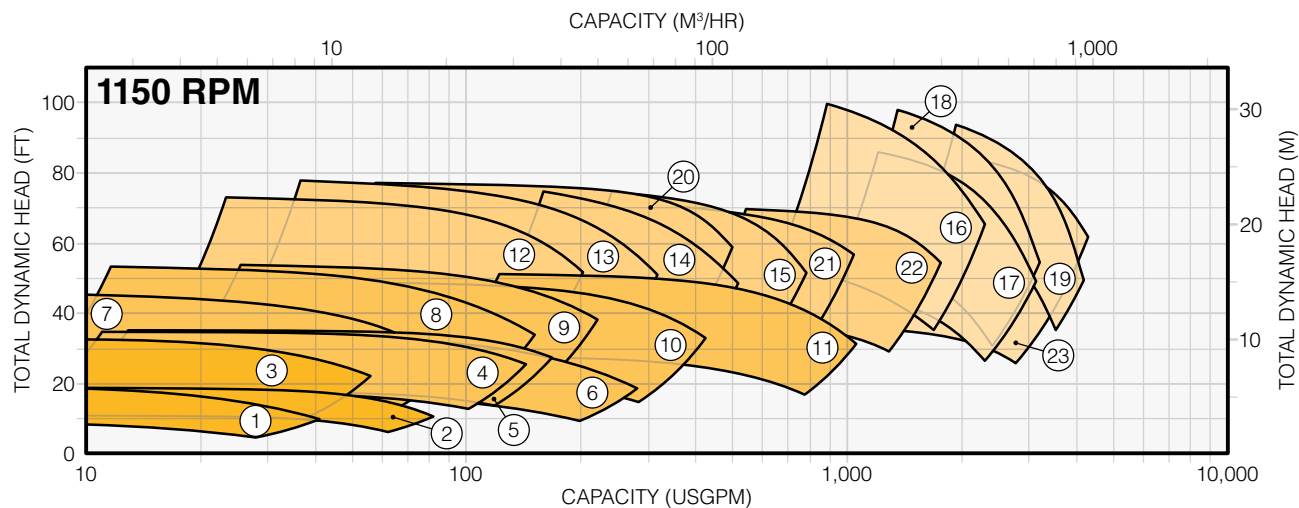 CAPACITY (M³/HR)
10 100 1,000
1150 RPM
TOTAL DYNAMIC HEAD (FT)
TOTAL DYNAMIC HEAD (M)
100 18 30
80 20
60 12 13 14 15 21 22 16 20
40 7 8 9 10 11 17 19
20 3 4 6 23 10
1 2 5
0
10 100 1,000 10,000
CAPACITY (USGPM)